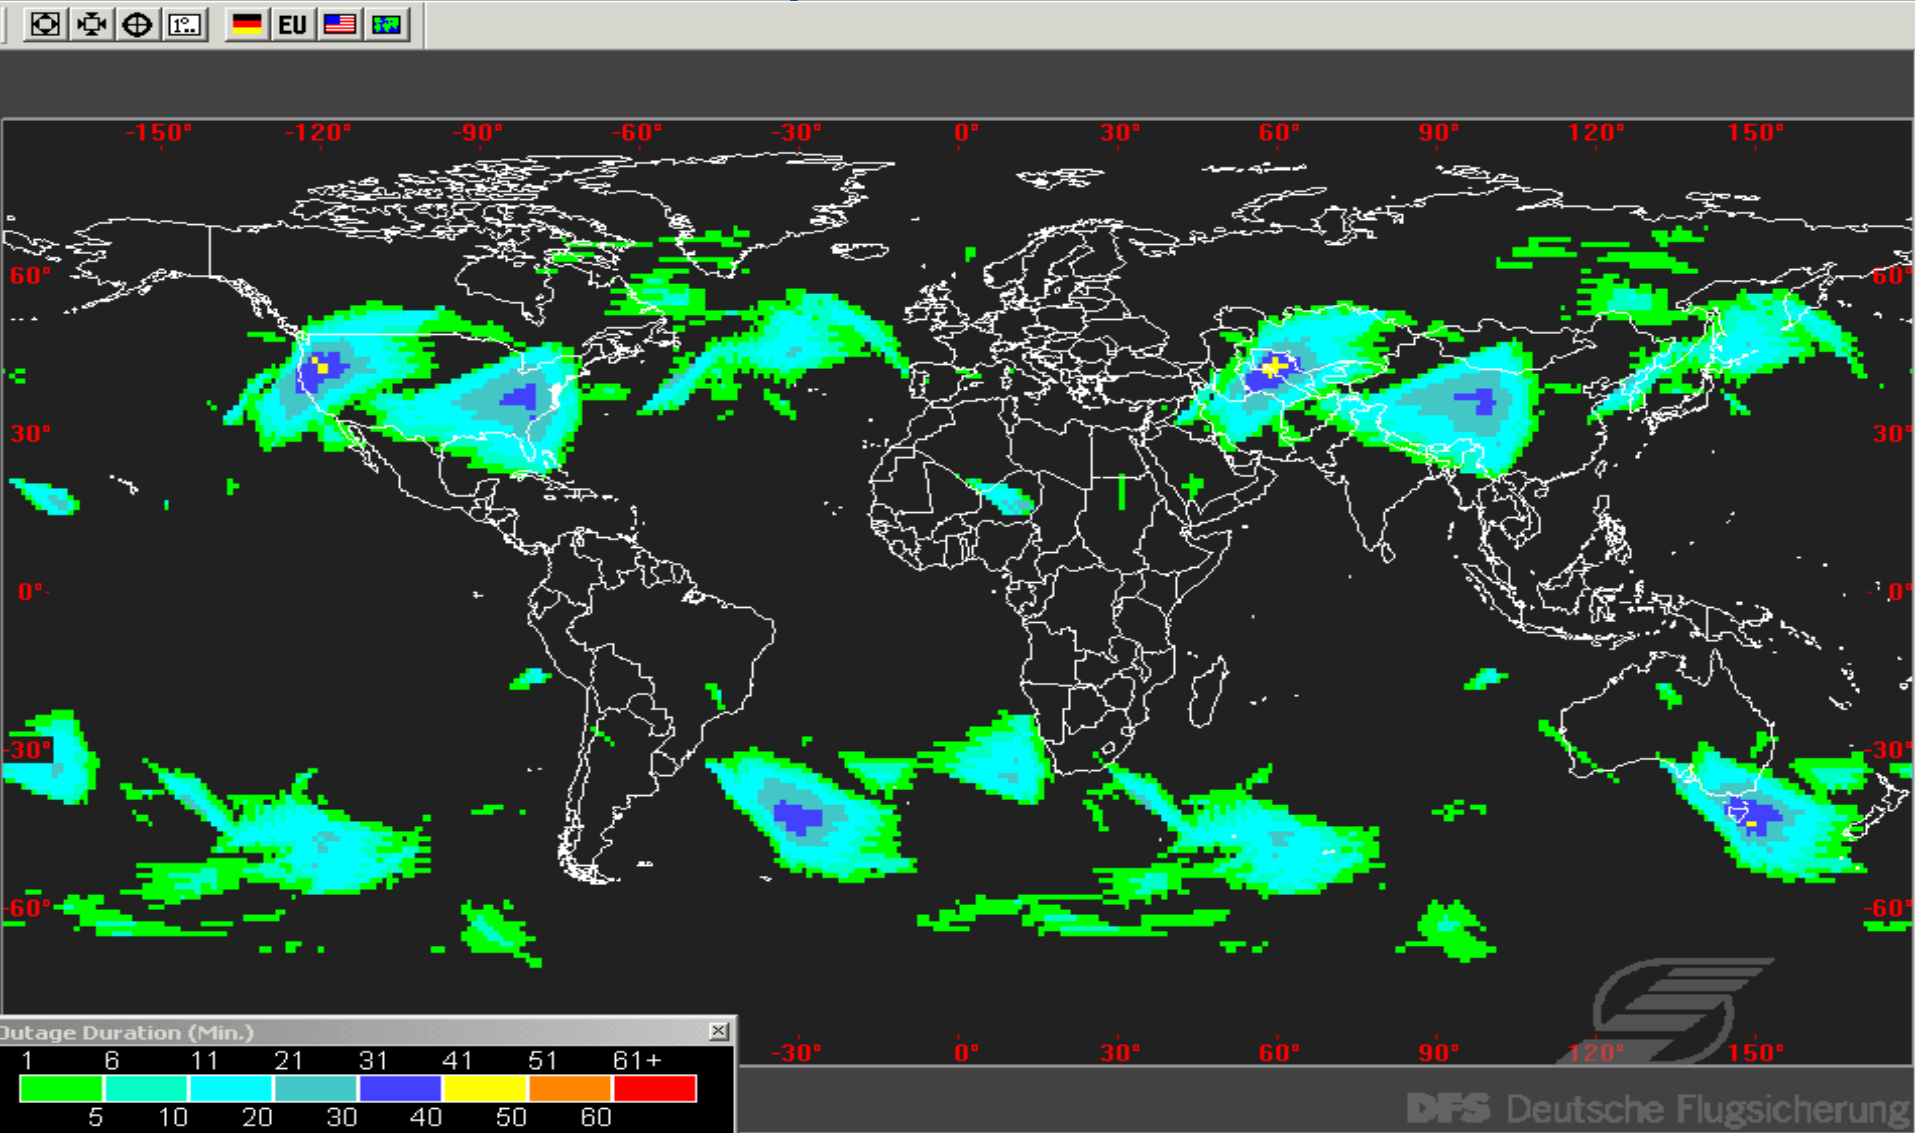 1°..
EU
-150° -120° -90° -60° -30° 0° 30° 60° 90° 120° 150°
60° 60°
30° 30°
0° 0°
-30° -30°
-60° -60°
-30° 0° 30° 60° 90° 120° 150°
Outage Duration (Min.)
1 6 11 21 31 41 51 61+
5 10 20 30 40 50 60
DFS Deutsche Flugsicherung